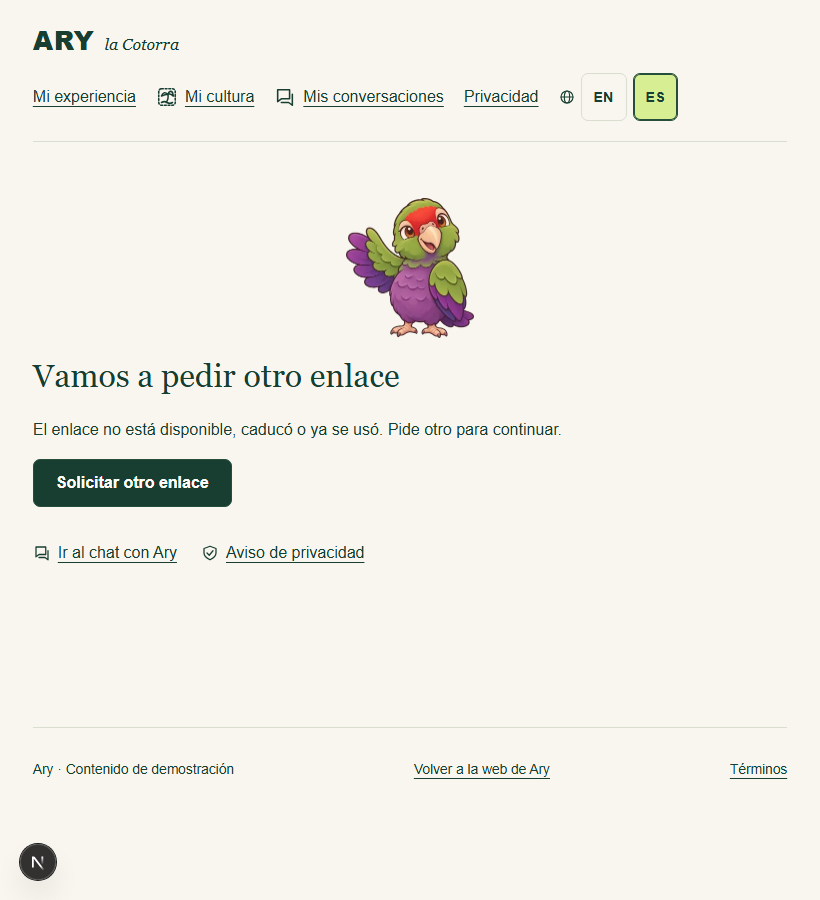 ARY la Cotorra
Mi experiencia Mi cultura Mis conversaciones Privacidad EN ES
Vamos a pedir otro enlace
El enlace no está disponible, caducó o ya se usó. Pide otro para continuar.
Solicitar otro enlace
Ir al chat con Ary Aviso de privacidad
Ary · Contenido de demostración Volver a la web de Ary Términos
N